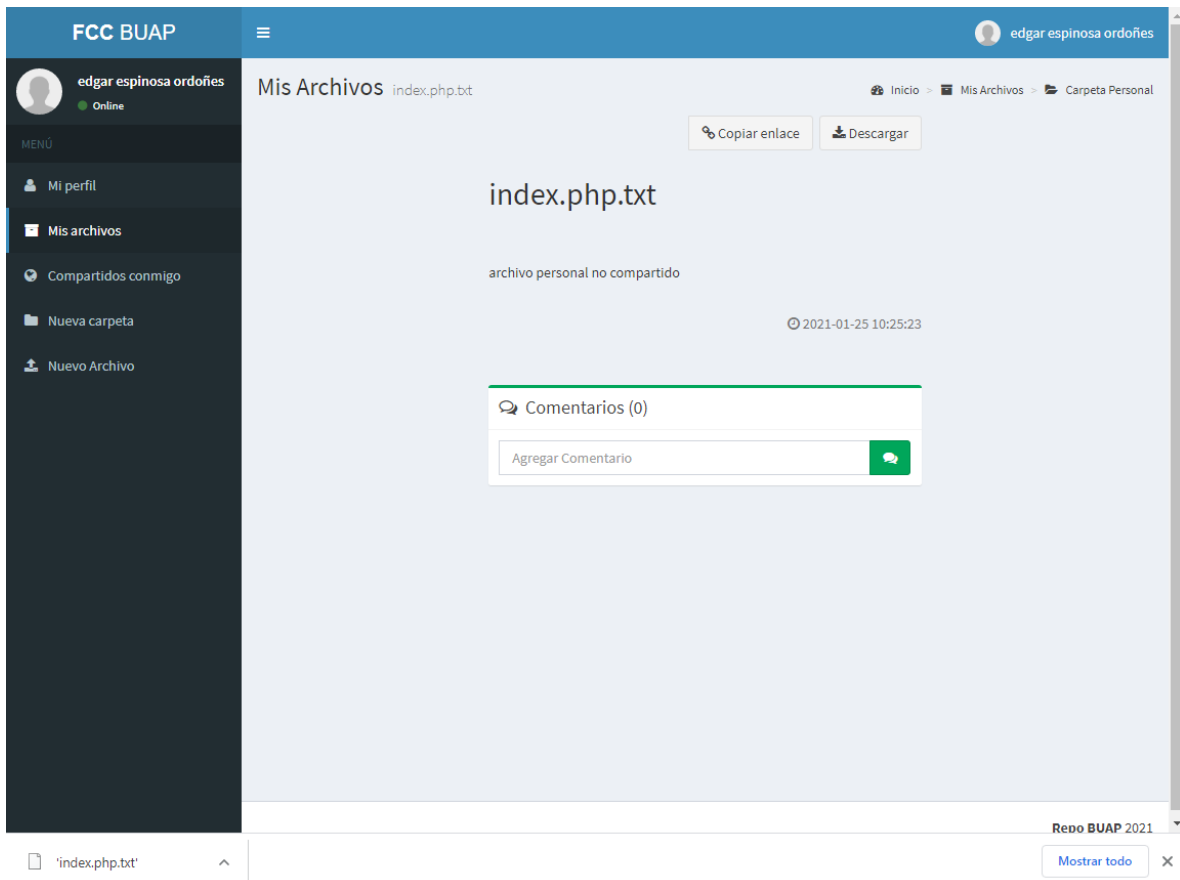 FCC BUAP
edgar espinosa ordoñes
edgar espinosa ordoñes
Online
MENÚ
Mi perfil
Mis archivos
Compartidos conmigo
Nueva carpeta
Nuevo Archivo
Mis Archivos index.php.txt
Inicio > Mis Archivos > Carpeta Personal
Copiar enlace Descargar
index.php.txt
archivo personal no compartido
2021-01-25 10:25:23
Comentarios (0)
Agregar Comentario
Repo BUAP 2021
'index.php.txt'
Mostrar todo